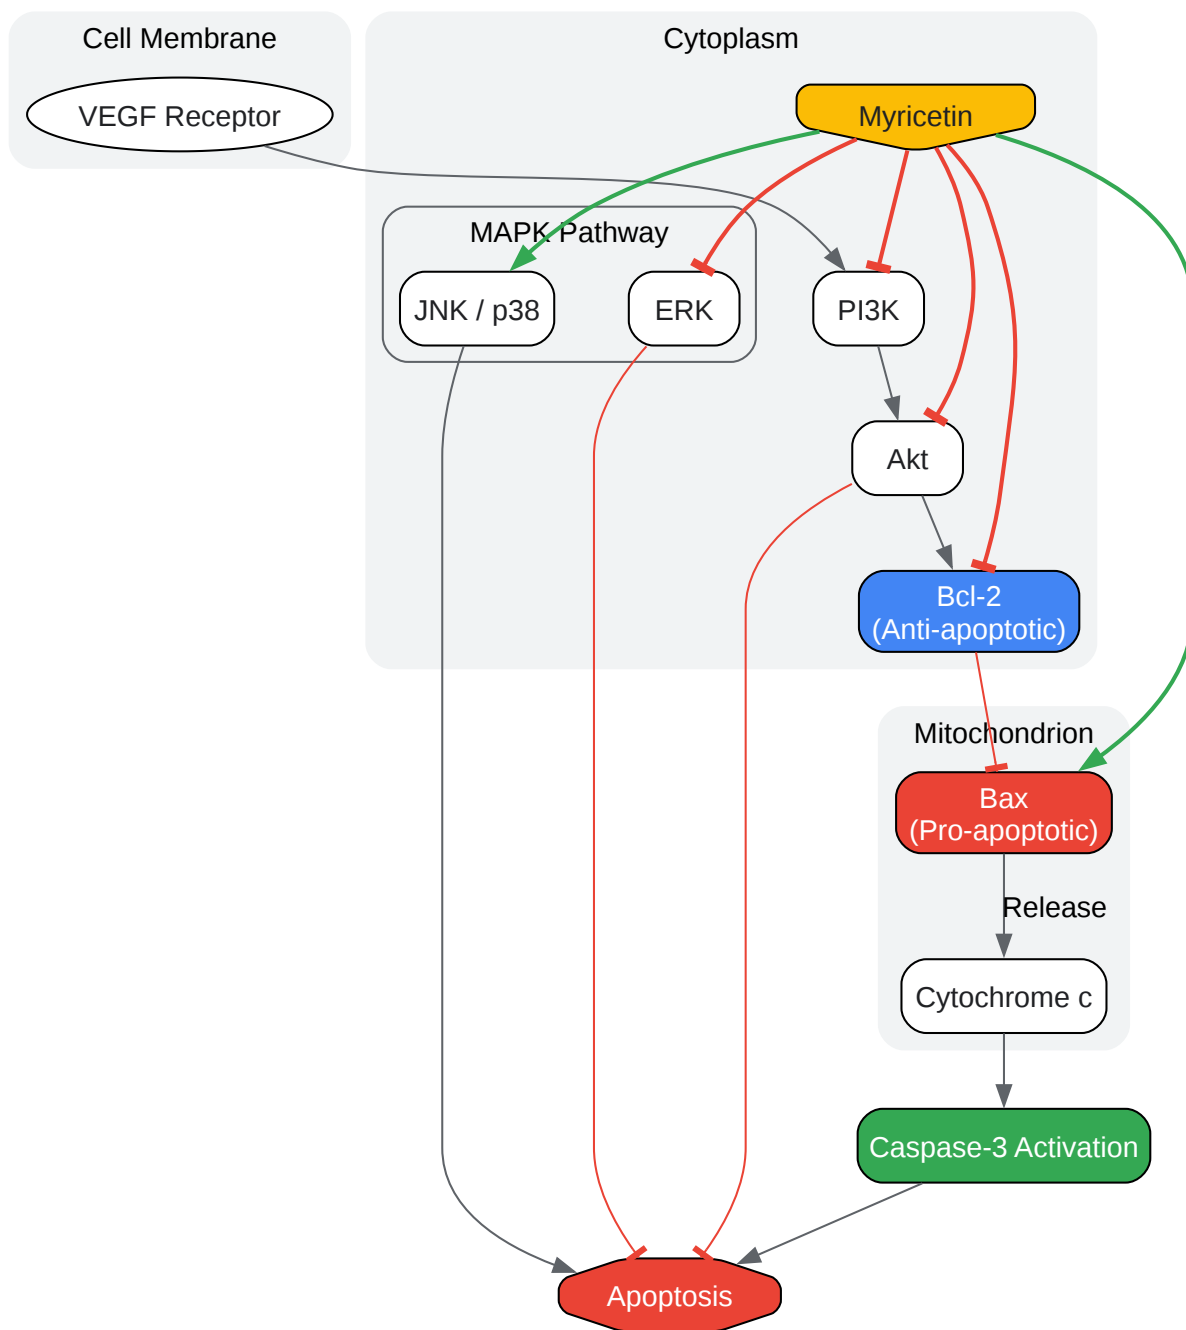 Cell Membrane
Cytoplasm
VEGF Receptor
Myricetin
MAPK Pathway
JNK / p38
ERK
PI3K
Akt
Bcl-2
(Anti-apoptotic)
Mitochondrion
Bax
(Pro-apoptotic)
Release
Cytochrome c
Caspase-3 Activation
Apoptosis